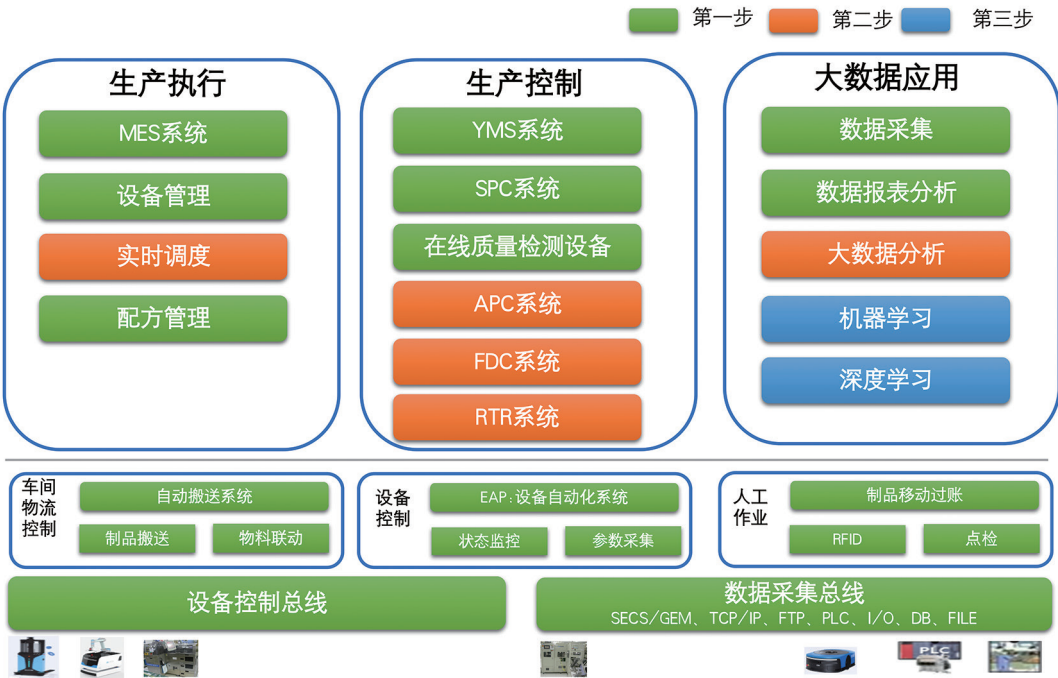 第一步
第二步
第三步
生产执行
MES系统
设备管理
实时调度
配方管理
生产控制
YMS系统
SPC系统
在线质量检测设备
APC系统
FDC系统
RTR系统
大数据应用
数据采集
数据报表分析
大数据分析
机器学习
深度学习
车间
物流
控制
自动搬送系统
制品搬送
物料联动
设备
控制
EAP:设备自动化系统
状态监控
参数采集
人工
作业
制品移动过账
RFID
点检
设备控制总线
数据采集总线
SECS/GEM、TCP/IP、FTP、PLC、I/O、DB、FILE
PLC